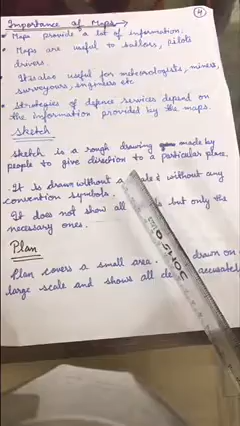 4
Importance of Maps →
• Maps provide a lot of information.
• Maps are useful to sailors, pilots
drivers.
• It is also useful for meteorologists, miners,
surveyours, engineers etc
• Strategies of defence services depend on
the information provided by the maps.
Sketch
Sketch is a rough drawing made by
people to give direction to a particular place.
It is drawn without a & without any
convention symbols.
It does not show all but only the
necessary ones.
Plan
Plan covers a small area. drawn on
large scale and shows all